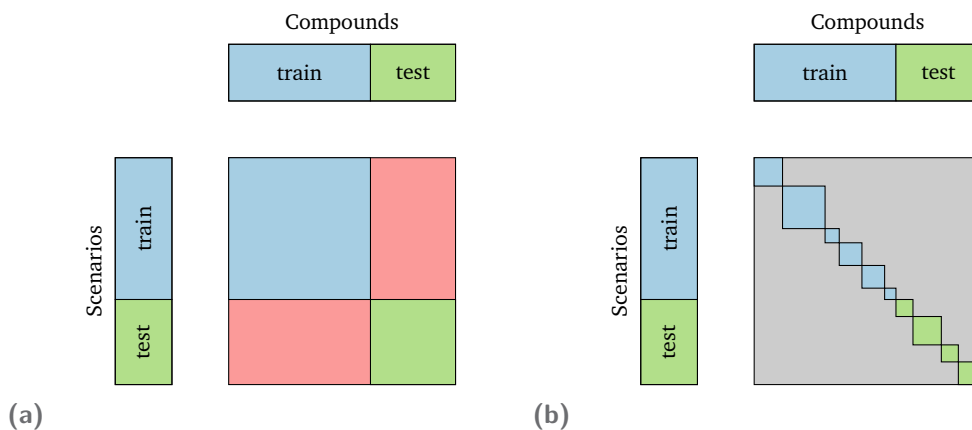 Compounds
train
test
Scenarios
train
test
(a)
Compounds
train
test
Scenarios
train
test
(b)